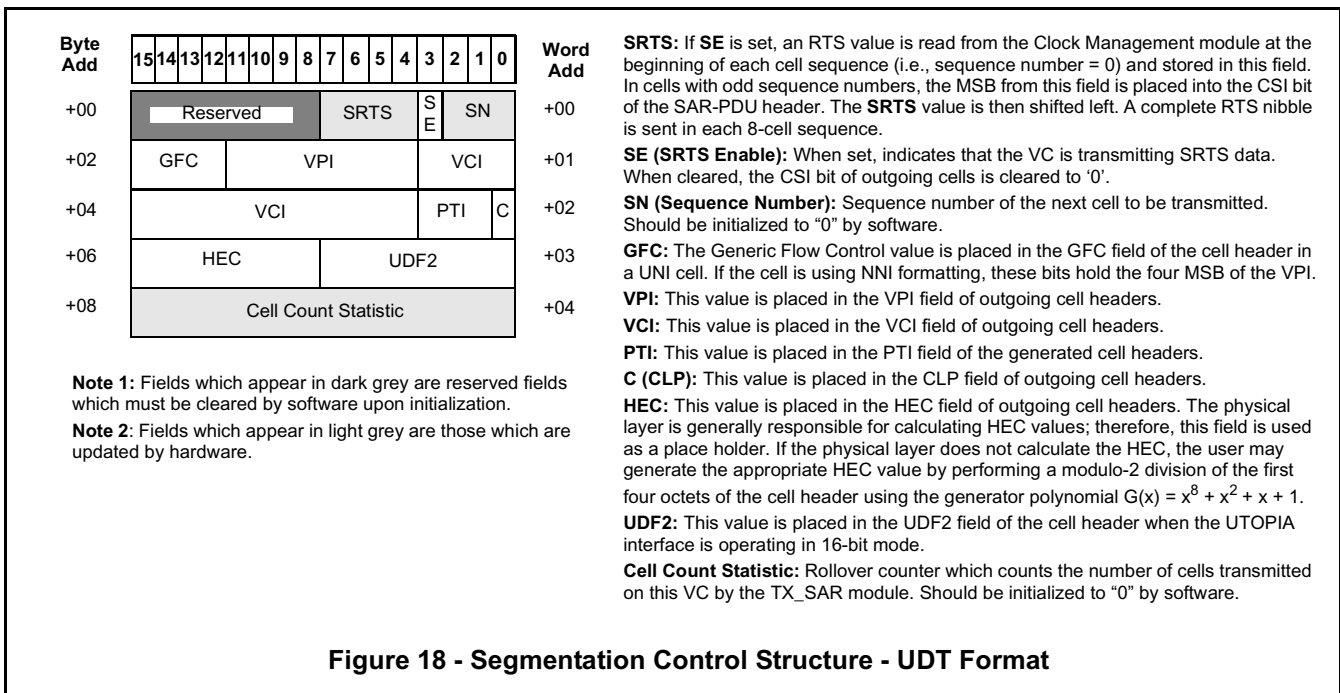 Byte
Add
15 14 13 12 11 10 9 8 7 6 5 4 3 2 1 0
Word
Add
+00 Reserved SRTS S E SN +00
+02 GFC VPI VCI +01
+04 VCI PTI C +02
+06 HEC UDF2 +03
+08 Cell Count Statistic +04
Note 1: Fields which appear in dark grey are reserved fields
which must be cleared by software upon initialization.
Note 2: Fields which appear in light grey are those which are
updated by hardware.
SRTS: If SE is set, an RTS value is read from the Clock Management module at the
beginning of each cell sequence (i.e., sequence number = 0) and stored in this field.
In cells with odd sequence numbers, the MSB from this field is placed into the CSI bit
of the SAR-PDU header. The SRTS value is then shifted left. A complete RTS nibble
is sent in each 8-cell sequence.
SE (SRTS Enable): When set, indicates that the VC is transmitting SRTS data.
When cleared, the CSI bit of outgoing cells is cleared to ‘0’.
SN (Sequence Number): Sequence number of the next cell to be transmitted.
Should be initialized to “0” by software.
GFC: The Generic Flow Control value is placed in the GFC field of the cell header in
a UNI cell. If the cell is using NNI formatting, these bits hold the four MSB of the VPI.
VPI: This value is placed in the VPI field of outgoing cell headers.
VCI: This value is placed in the VCI field of outgoing cell headers.
PTI: This value is placed in the PTI field of the generated cell headers.
C (CLP): This value is placed in the CLP field of outgoing cell headers.
HEC: This value is placed in the HEC field of outgoing cell headers. The physical
layer is generally responsible for calculating HEC values; therefore, this field is used
as a place holder. If the physical layer does not calculate the HEC, the user may
generate the appropriate HEC value by performing a modulo-2 division of the first
four octets of the cell header using the generator polynomial G(x) = x⁸ + x² + x + 1.
UDF2: This value is placed in the UDF2 field of the cell header when the UTOPIA
interface is operating in 16-bit mode.
Cell Count Statistic: Rollover counter which counts the number of cells transmitted
on this VC by the TX_SAR module. Should be initialized to “0” by software.
Figure 18 - Segmentation Control Structure - UDT Format